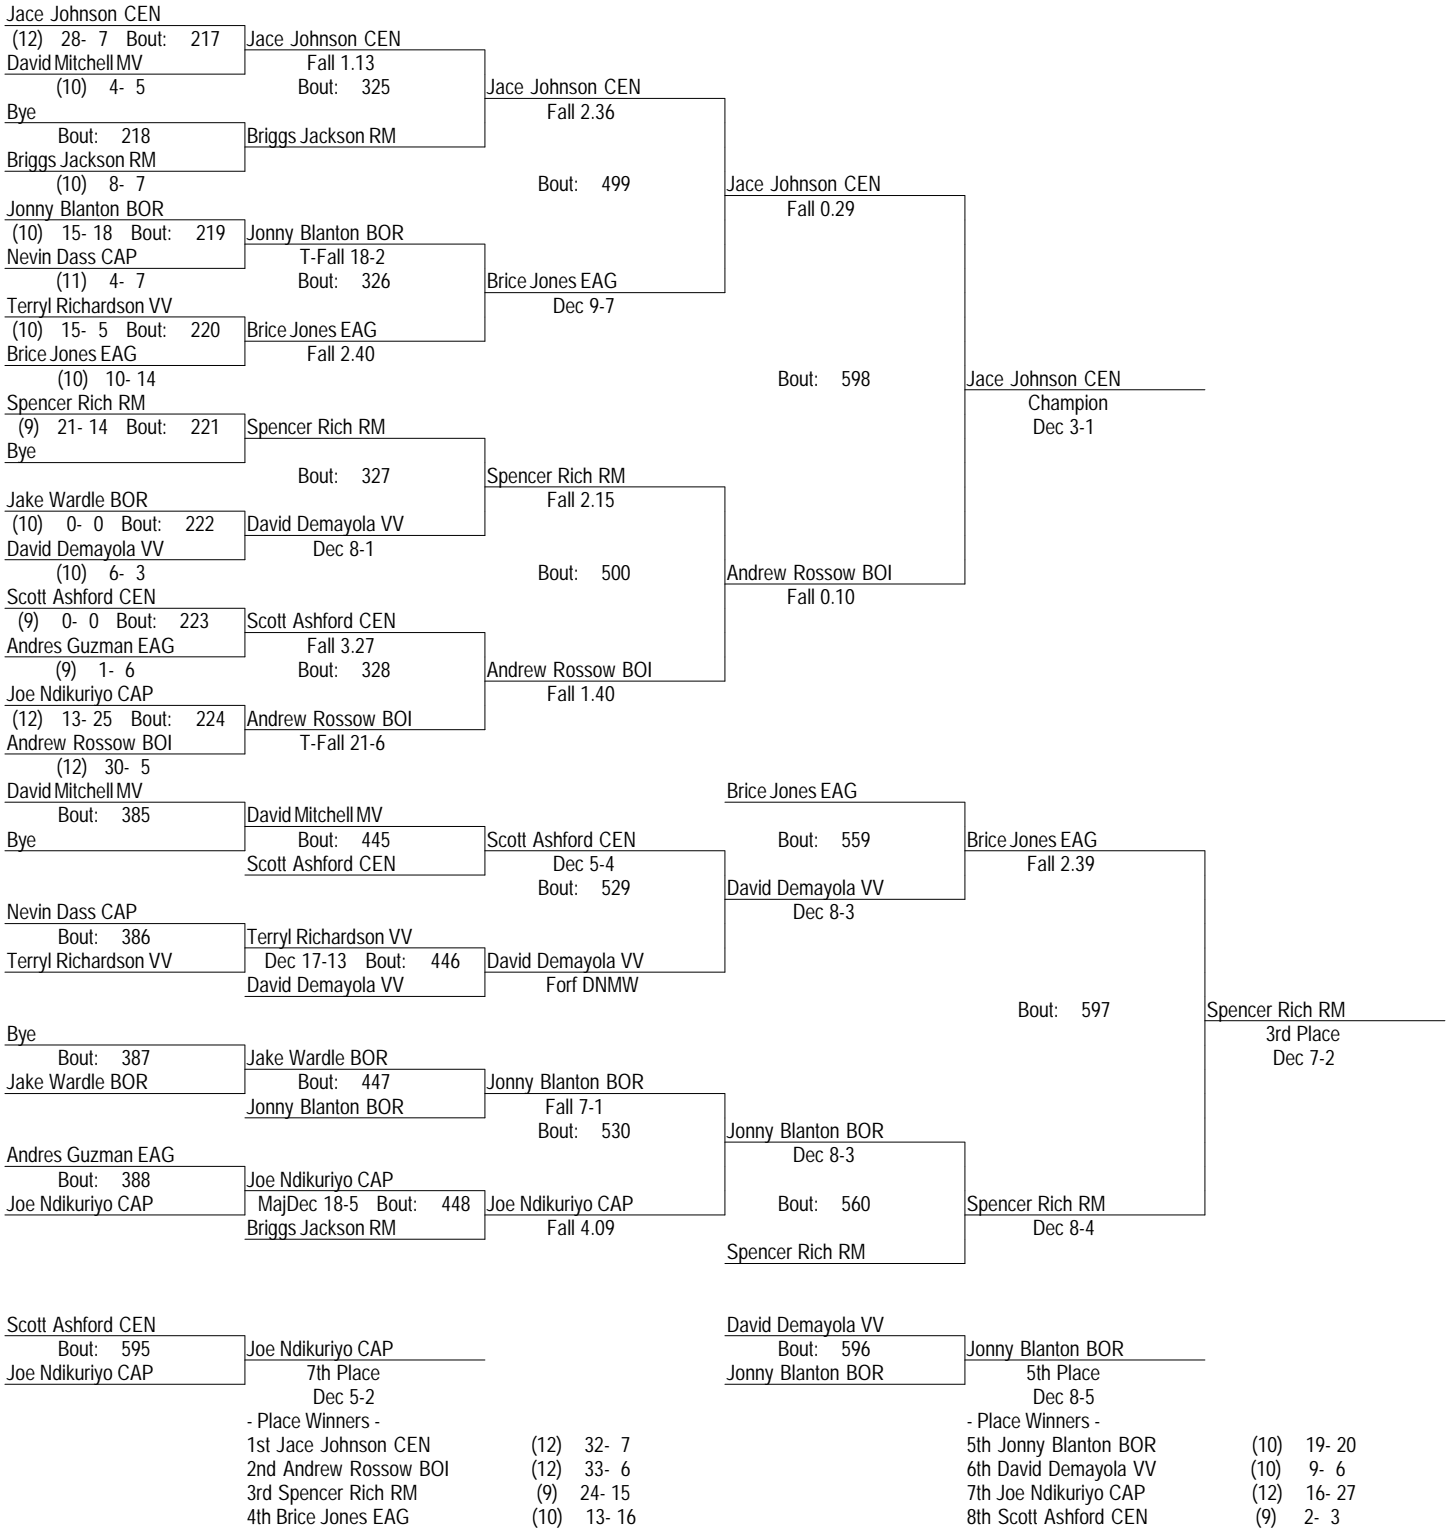 Jace Johnson CEN
(12) 28- 7 Bout: 217 Jace Johnson CEN
David Mitchell MV Fall 1.13
(10) 4- 5 Bout: 325 Jace Johnson CEN
Bye Fall 2.36
Bout: 218 Briggs Jackson RM
Briggs Jackson RM
(10) 8- 7 Bout: 499 Jace Johnson CEN
Jonny Blanton BOR Fall 0.29
(10) 15- 18 Bout: 219 Jonny Blanton BOR
Nevin Dass CAP T-Fall 18-2
(11) 4- 7 Bout: 326 Brice Jones EAG
Terryl Richardson VV Dec 9-7
(10) 15- 5 Bout: 220 Brice Jones EAG
Brice Jones EAG Fall 2.40
(10) 10- 14 Bout: 598 Jace Johnson CEN
Spencer Rich RM Champion
(9) 21- 14 Bout: 221 Spencer Rich RM Dec 3-1
Bye
Bout: 327 Spencer Rich RM
Jake Wardle BOR Fall 2.15
(10) 0- 0 Bout: 222 David Demayola VV
David Demayola VV Dec 8-1
(10) 6- 3 Bout: 500 Andrew Rossow BOI
Scott Ashford CEN Fall 0.10
(9) 0- 0 Bout: 223 Scott Ashford CEN
Andres Guzman EAG Fall 3.27
(9) 1- 6 Bout: 328 Andrew Rossow BOI
Joe Ndikuriyo CAP Fall 1.40
(12) 13- 25 Bout: 224 Andrew Rossow BOI
Andrew Rossow BOI T-Fall 21-6
(12) 30- 5
David Mitchell MV Brice Jones EAG
Bout: 385 David Mitchell MV
Bye Bout: 445 Scott Ashford CEN Bout: 559 Brice Jones EAG
Scott Ashford CEN Dec 5-4 Fall 2.39
Bout: 529 David Demayola VV
Nevin Dass CAP Dec 8-3
Bout: 386 Terryl Richardson VV
Terryl Richardson VV Dec 17-13 Bout: 446 David Demayola VV
David Demayola VV Forf DNMW
Bout: 597 Spencer Rich RM
Bye 3rd Place
Bout: 387 Jake Wardle BOR Dec 7-2
Jake Wardle BOR Bout: 447 Jonny Blanton BOR
Jonny Blanton BOR Fall 7-1
Bout: 530 Jonny Blanton BOR
Andres Guzman EAG Dec 8-3
Bout: 388 Joe Ndikuriyo CAP
Joe Ndikuriyo CAP MajDec 18-5 Bout: 448 Joe Ndikuriyo CAP Bout: 560 Spencer Rich RM
Briggs Jackson RM Fall 4.09 Dec 8-4
Spencer Rich RM
Scott Ashford CEN David Demayola VV
Bout: 595 Joe Ndikuriyo CAP Bout: 596 Jonny Blanton BOR
Joe Ndikuriyo CAP 7th Place Jonny Blanton BOR 5th Place
Dec 5-2 Dec 8-5
- Place Winners - - Place Winners -
1st Jace Johnson CEN (12) 32- 7 5th Jonny Blanton BOR (10) 19- 20
2nd Andrew Rossow BOI (12) 33- 6 6th David Demayola VV (10) 9- 6
3rd Spencer Rich RM (9) 24- 15 7th Joe Ndikuriyo CAP (12) 16- 27
4th Brice Jones EAG (10) 13- 16 8th Scott Ashford CEN (9) 2- 3